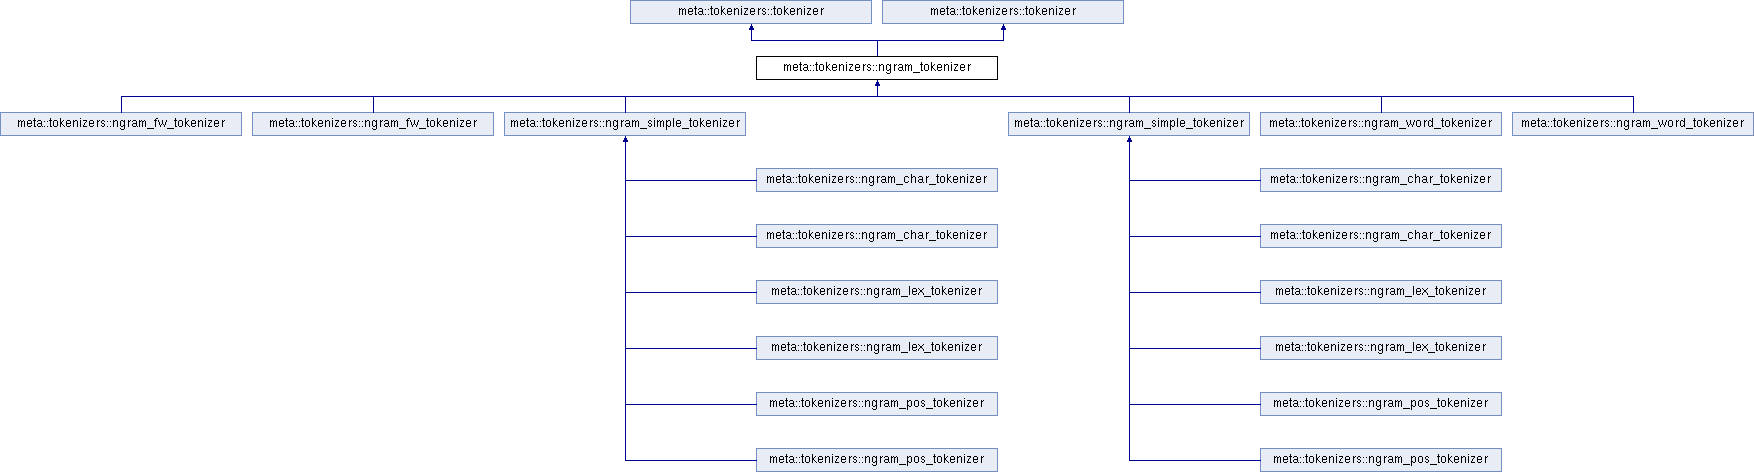 meta::tokenizers::tokenizer
meta::tokenizers::tokenizer
meta::tokenizers::ngram_tokenizer
meta::tokenizers::ngram_fw_tokenizer
meta::tokenizers::ngram_fw_tokenizer
meta::tokenizers::ngram_simple_tokenizer
meta::tokenizers::ngram_simple_tokenizer
meta::tokenizers::ngram_word_tokenizer
meta::tokenizers::ngram_word_tokenizer
meta::tokenizers::ngram_char_tokenizer
meta::tokenizers::ngram_char_tokenizer
meta::tokenizers::ngram_char_tokenizer
meta::tokenizers::ngram_char_tokenizer
meta::tokenizers::ngram_lex_tokenizer
meta::tokenizers::ngram_lex_tokenizer
meta::tokenizers::ngram_lex_tokenizer
meta::tokenizers::ngram_lex_tokenizer
meta::tokenizers::ngram_pos_tokenizer
meta::tokenizers::ngram_pos_tokenizer
meta::tokenizers::ngram_pos_tokenizer
meta::tokenizers::ngram_pos_tokenizer